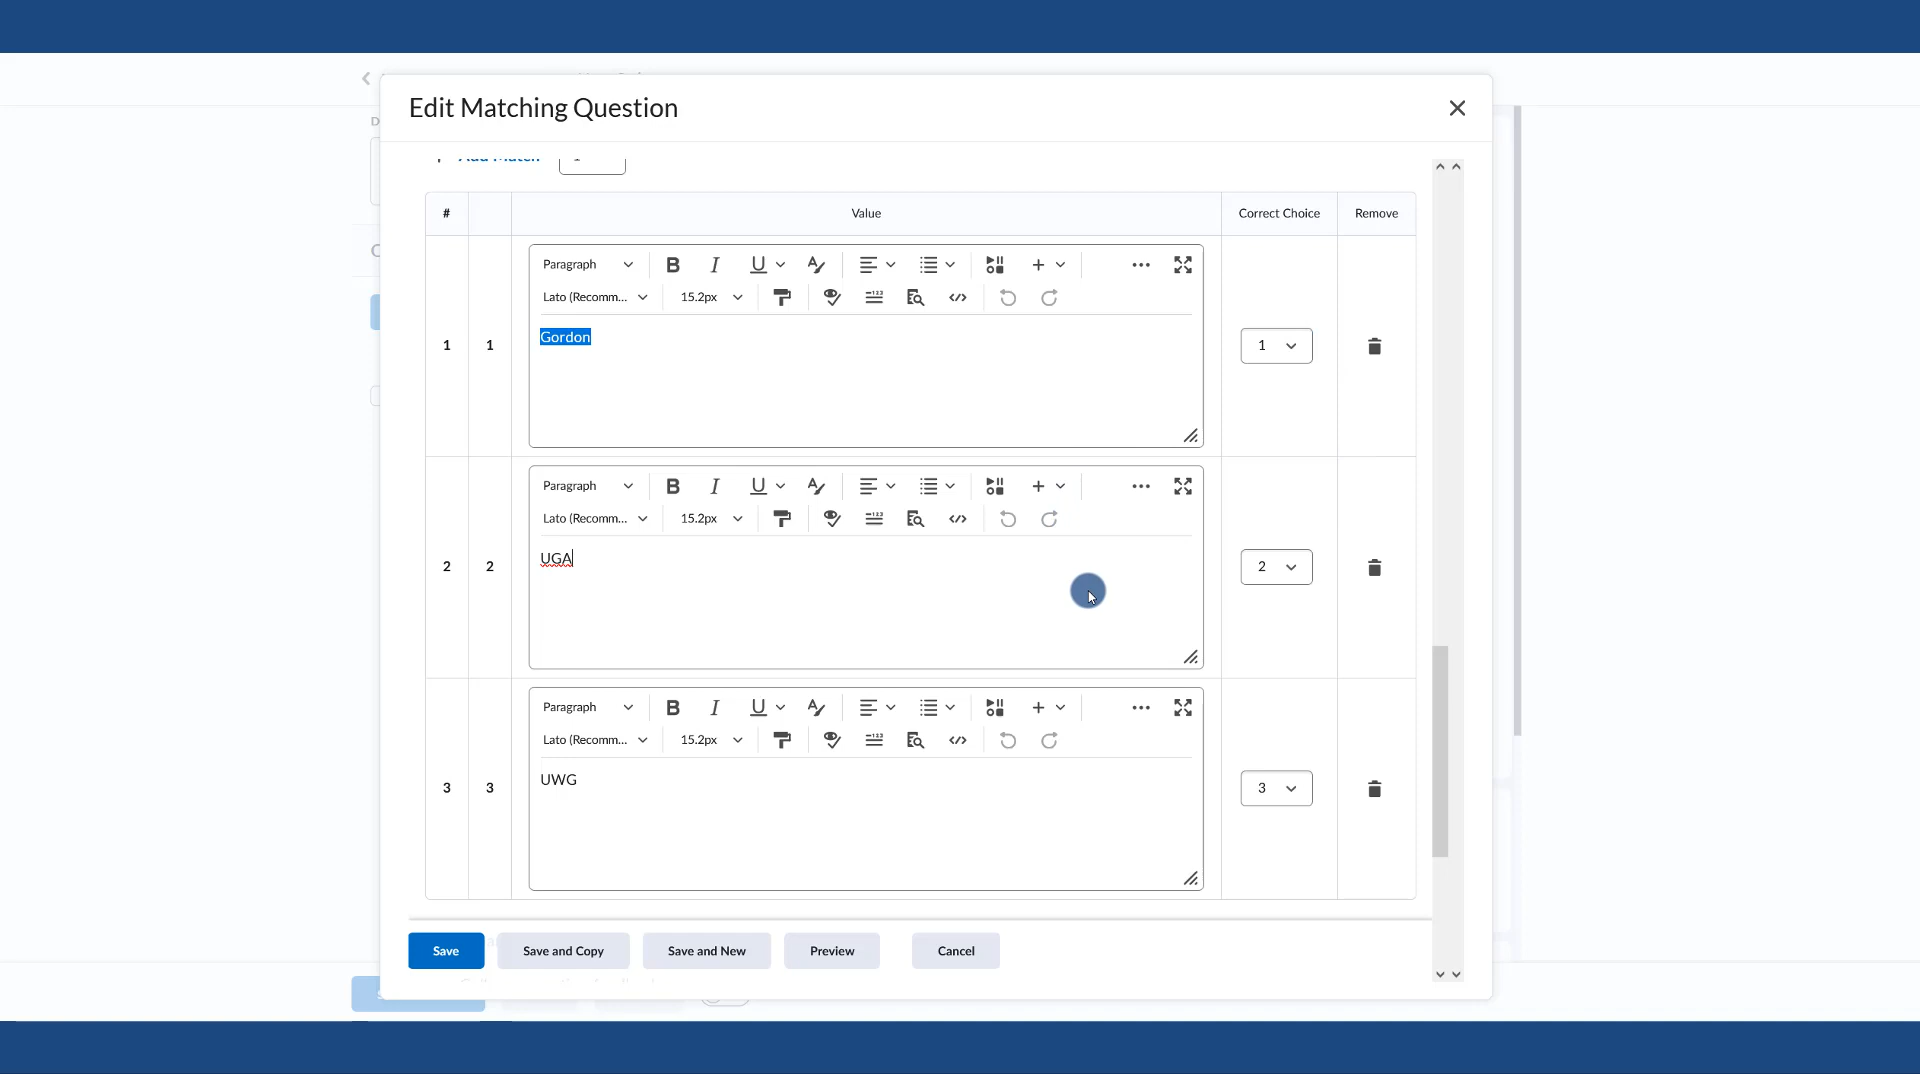 Edit Matching Question
Add Match
# Value Correct Choice Remove
Paragraph
Lato (Recomm... 15.2px
1 1 Gordon 1
Paragraph
Lato (Recomm... 15.2px
2 2 UGA 2
Paragraph
Lato (Recomm... 15.2px
3 3 UWG 3
Save Save and Copy Save and New Preview Cancel